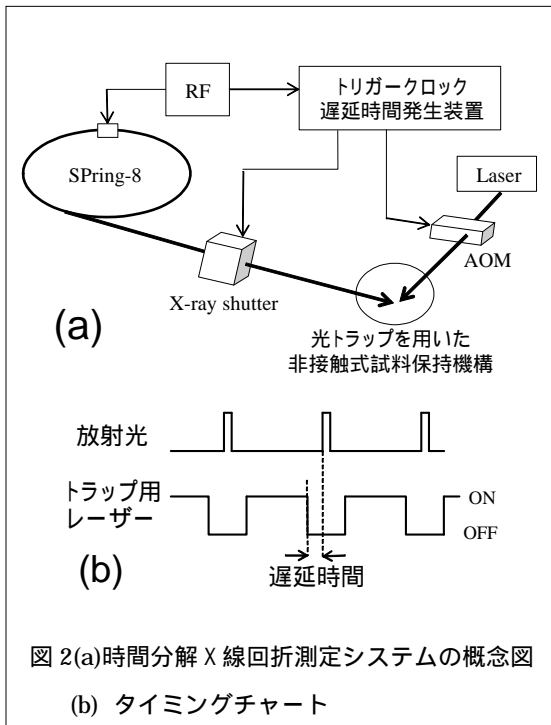 RF
トリガークロック
遅延時間発生装置
SPring-8
Laser
AOM
X-ray shutter
(a)
光トラップを用いた
非接触式試料保持機構
放射光
トラップ用
レーザー
ON
OFF
(b)
遅延時間
図 2(a)時間分解 X 線回折測定システムの概念図
(b) タイミングチャート